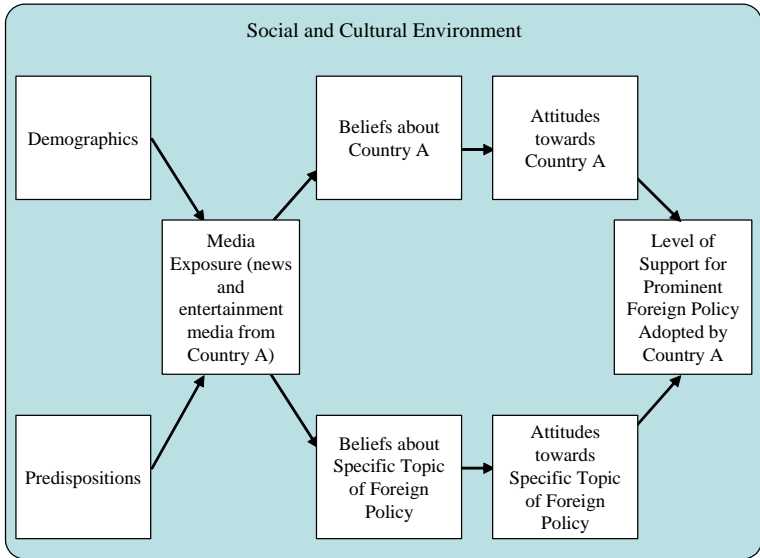 Social and Cultural Environment
Demographics
Beliefs about
Country A
Attitudes
towards
Country A
Media
Exposure (news
and
entertainment
media from
Country A)
Level of
Support for
Prominent
Foreign Policy
Adopted by
Country A
Predispositions
Beliefs about
Specific Topic
of Foreign
Policy
Attitudes
towards
Specific Topic
of Foreign
Policy